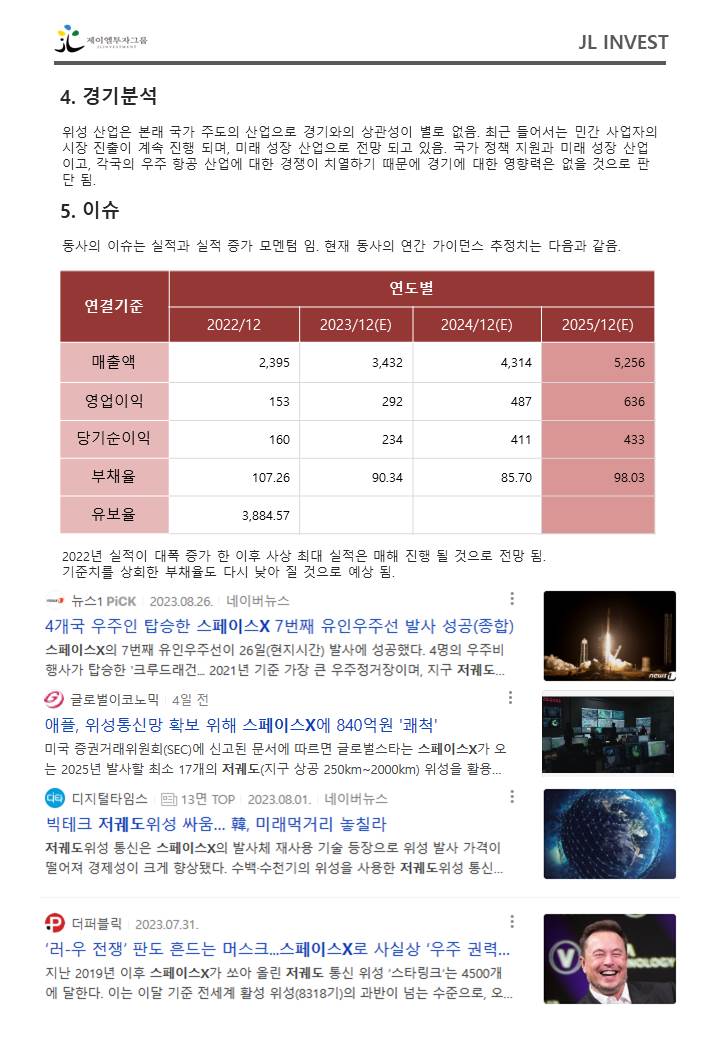 제이엘투자그룹
JLINVESTMENT
JL INVEST
4. 경기분석
위성 산업은 본래 국가 주도의 산업으로 경기와의 상관성이 별로 없음. 최근 들어서는 민간 사업자의
시장 진출이 계속 진행 되며, 미래 성장 산업으로 전망 되고 있음. 국가 정책 지원과 미래 성장 산업
이고, 각국의 우주 항공 산업에 대한 경쟁이 치열하기 때문에 경기에 대한 영향력은 없을 것으로 판
단 됨.
5. 이슈
동사의 이슈는 실적과 실적 증가 모멘텀 임. 현재 동사의 연간 가이던스 추정치는 다음과 같음.
연결기준 연도별
2022/12 2023/12(E) 2024/12(E) 2025/12(E)
매출액 2,395 3,432 4,314 5,256
영업이익 153 292 487 636
당기순이익 160 234 411 433
부채율 107.26 90.34 85.70 98.03
유보율 3,884.57
2022년 실적이 대폭 증가 한 이후 사상 최대 실적은 매해 진행 될 것으로 전망 됨.
기준치를 상회한 부채율도 다시 낮아 질 것으로 예상 됨.
뉴스1 PiCK 2023.08.26. 네이버뉴스
4개국 우주인 탑승한 스페이스X 7번째 유인우주선 발사 성공(종합)
스페이스X의 7번째 유인우주선이 26일(현지시간) 발사에 성공했다. 4명의 우주비
행사가 탑승한 '크루드래건... 2021년 기준 가장 큰 우주정거장이며, 지구 저궤도...
news1
글로벌이코노믹 4일 전
애플, 위성통신망 확보 위해 스페이스X에 840억원 '쾌척'
미국 증권거래위원회(SEC)에 신고된 문서에 따르면 글로벌스타는 스페이스X가 오
는 2025년 발사할 최소 17개의 저궤도(지구 상공 250km~2000km) 위성을 활용...
디타 디지털타임스 13면 TOP 2023.08.01. 네이버뉴스
빅테크 저궤도위성 싸움... 韓, 미래먹거리 놓칠라
저궤도위성 통신은 스페이스X의 발사체 재사용 기술 등장으로 위성 발사 가격이
떨어져 경제성이 크게 향상됐다. 수백·수천기의 위성을 사용한 저궤도위성 통신...
더퍼블릭 2023.07.31.
'러-우 전쟁' 판도 흔드는 머스크...스페이스X로 사실상 '우주 권력...
지난 2019년 이후 스페이스X가 쏘아 올린 저궤도 통신 위성 '스타링크'는 4500개
에 달한다. 이는 이달 기준 전세계 활성 위성(8318기)의 과반이 넘는 수준으로, 오...